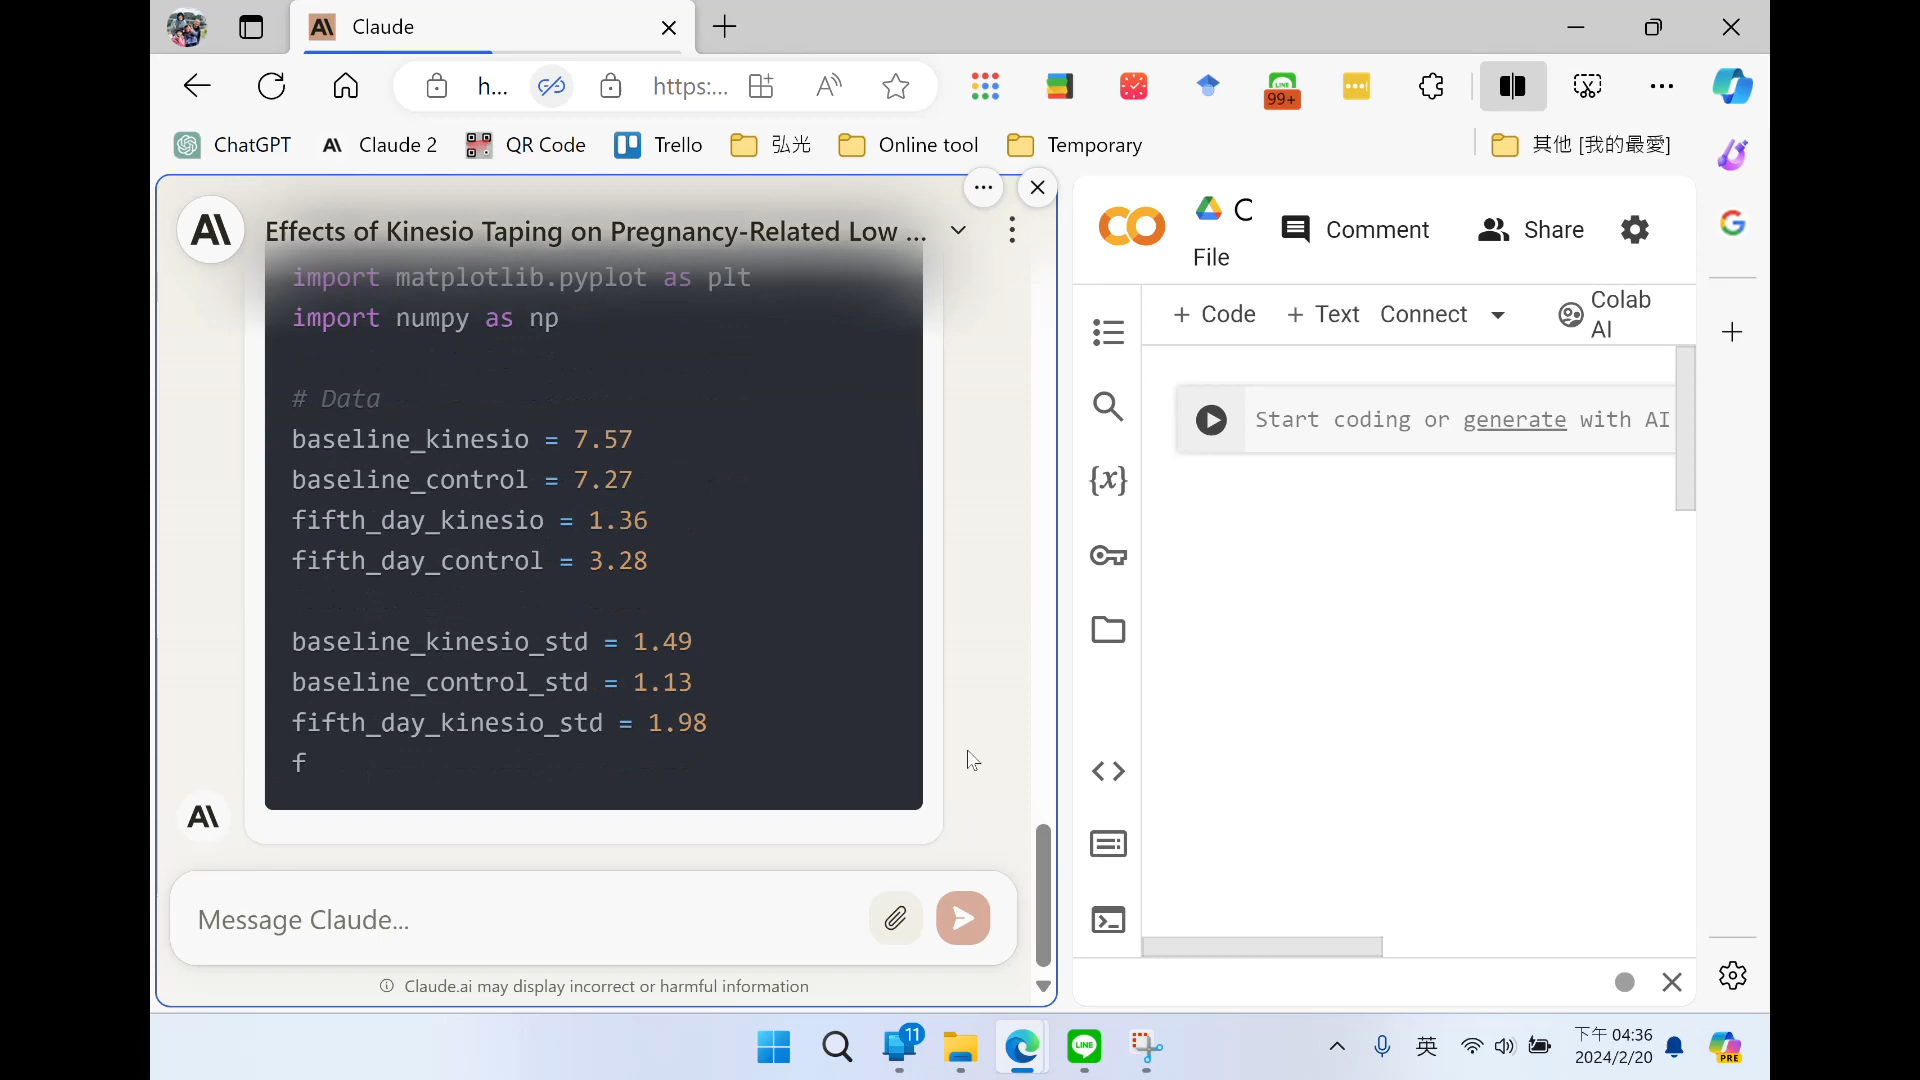 Claude
h...
https:...
99+
ChatGPT
Claude 2
QR Code
Trello
弘光
Online tool
Temporary
其他 [我的最愛]
Effects of Kinesio Taping on Pregnancy-Related Low ...
import matplotlib.pyplot as plt
import numpy as np
# Data
baseline_kinesio = 7.57
baseline_control = 7.27
fifth_day_kinesio = 1.36
fifth_day_control = 3.28
baseline_kinesio_std = 1.49
baseline_control_std = 1.13
fifth_day_kinesio_std = 1.98
f
Message Claude...
Claude.ai may display incorrect or harmful information
C
Comment
Share
File
+ Code
+ Text
Connect
Colab
AI
{x}
Start coding or generate with AI
11
LINE
英
下午 04:36
2024/2/20
PRE